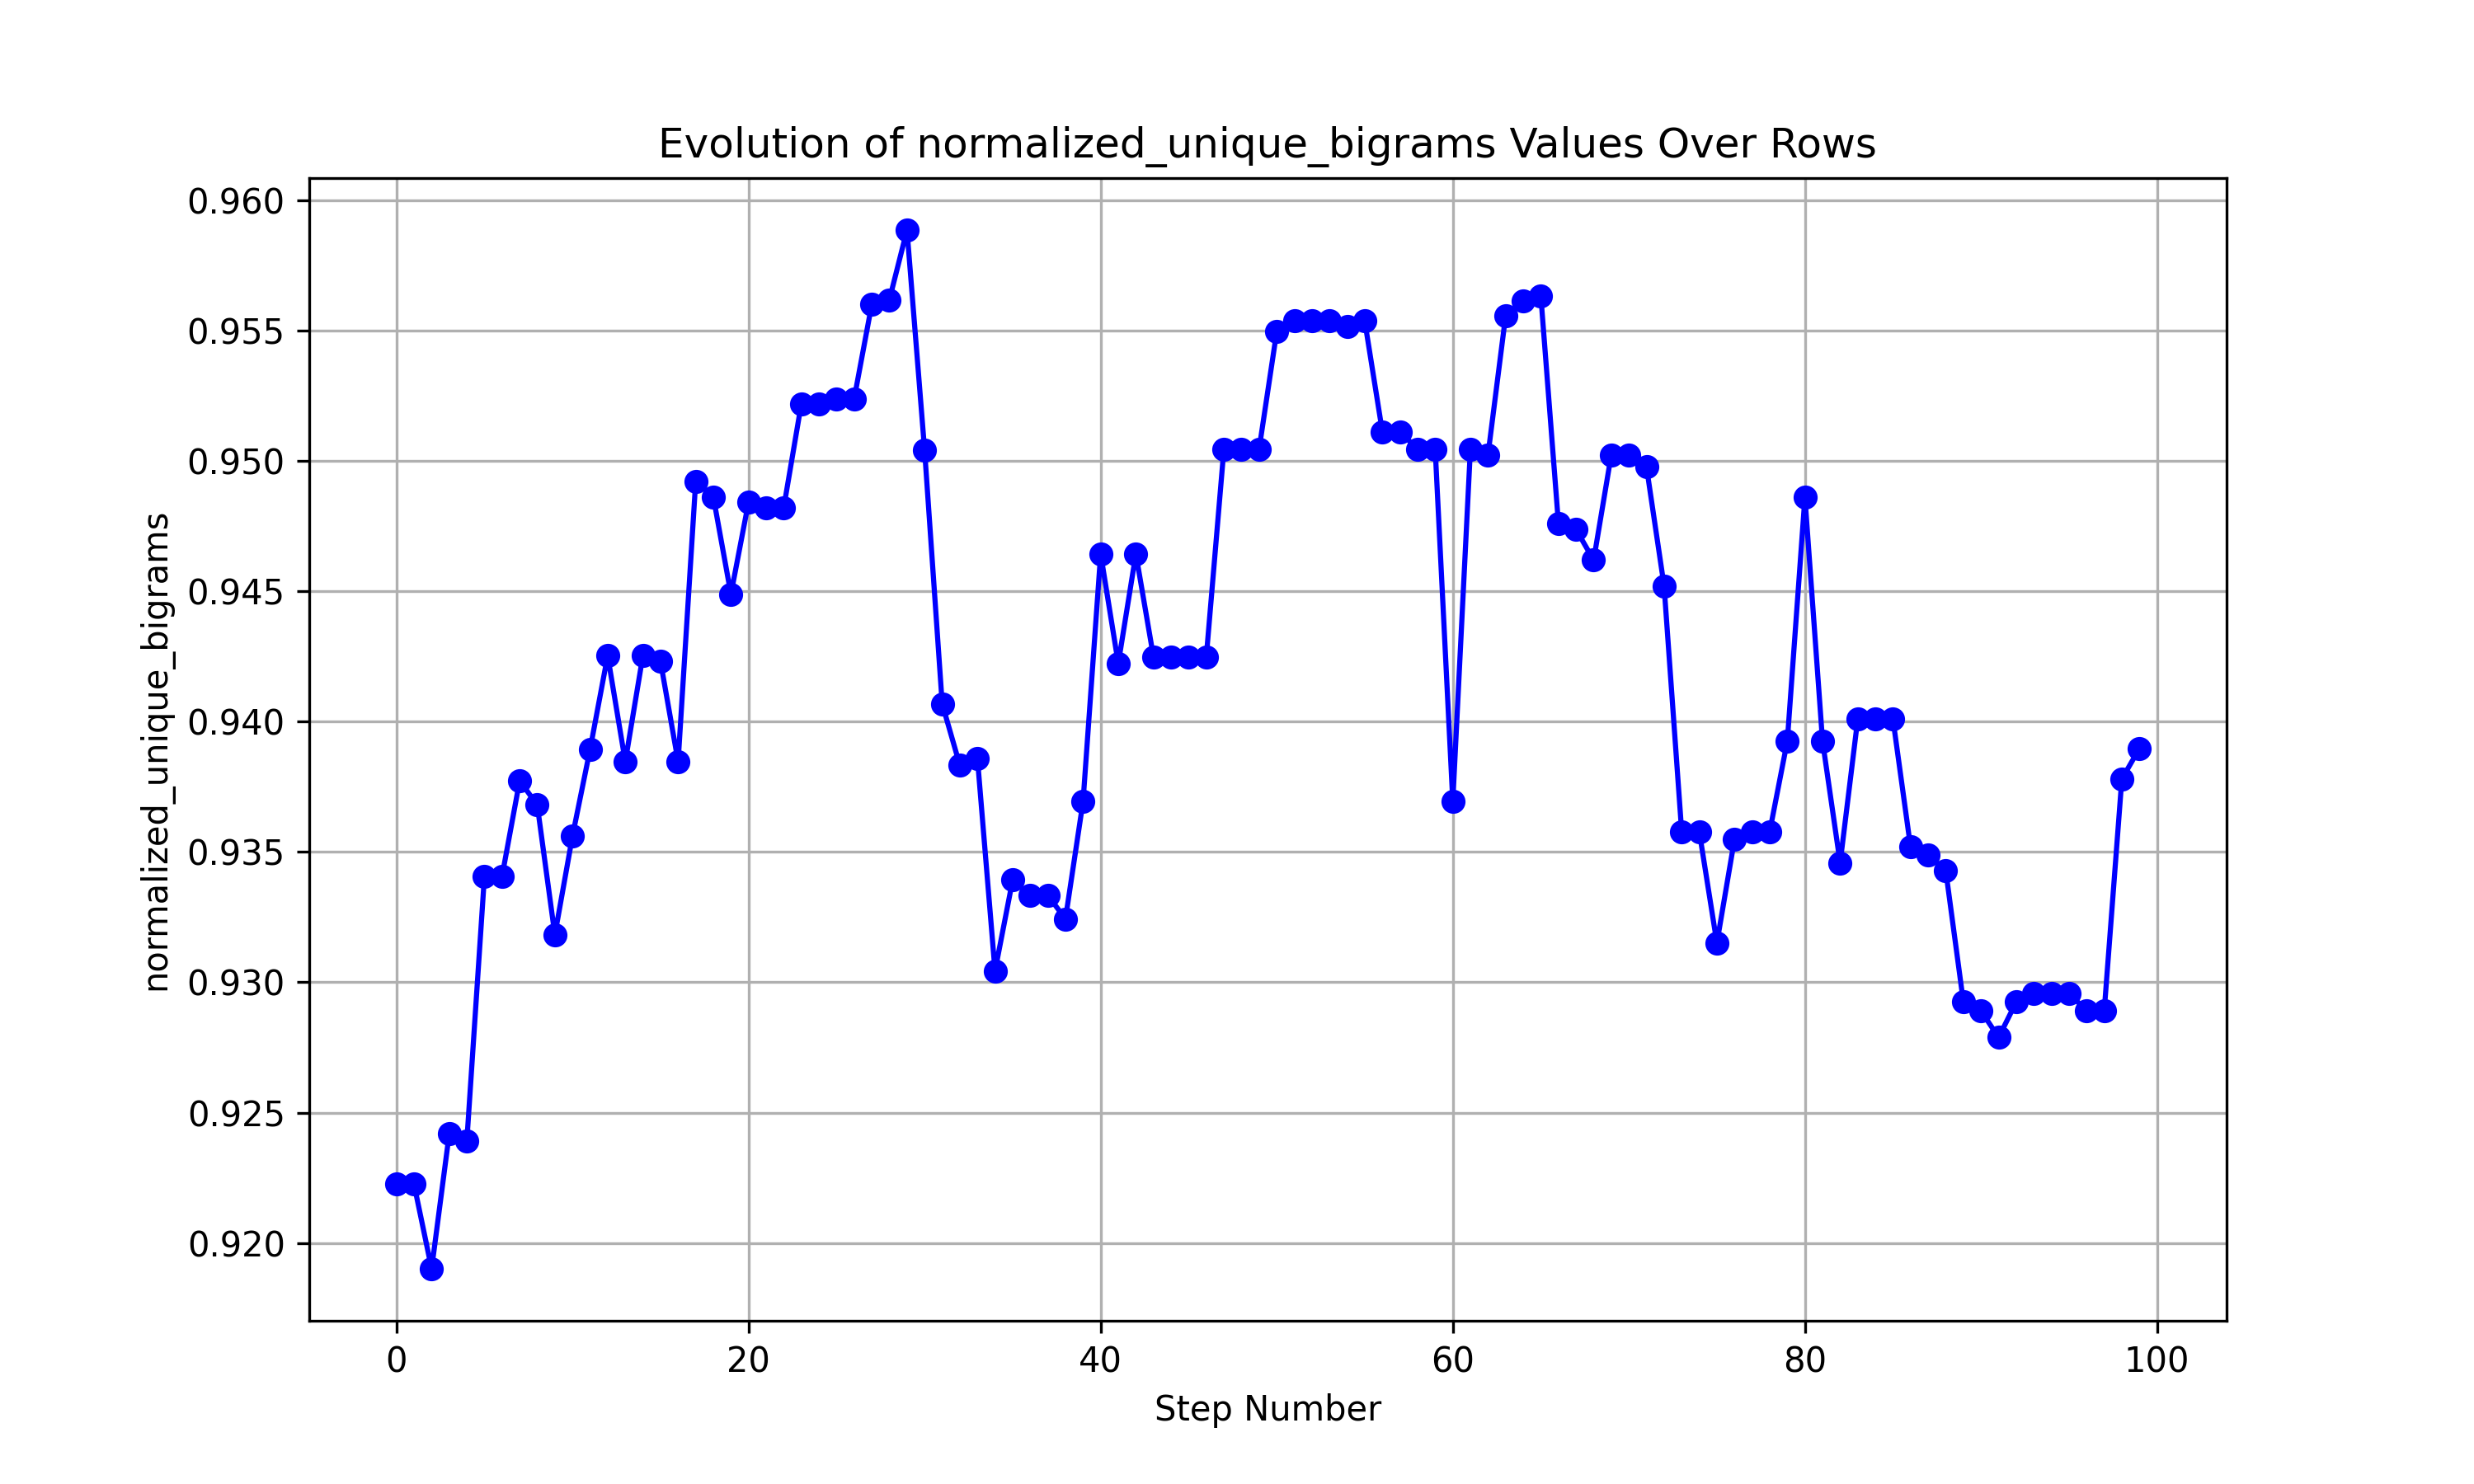 Evolution of normalized_unique_bigrams Values Over Rows
normalized_unique_bigrams
0.960
0.955
0.950
0.945
0.940
0.935
0.930
0.925
0.920
0 20 40 60 80 100
Step Number